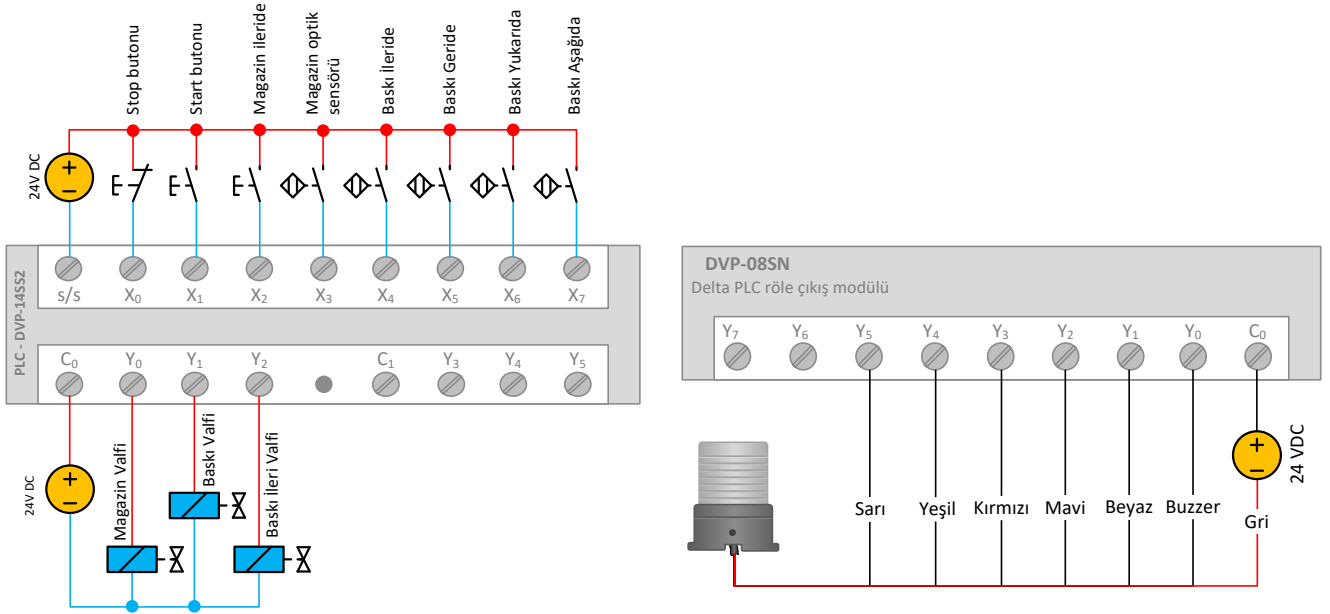 Stop butonu
Start butonu
Magazin ileride
Magazin optik
sensörü
Baskı İleride
Baskı Geride
Baskı Yukarıda
Baskı Aşağıda
24V DC
PLC - DVP-14SS2
s/s X0 X1 X2 X3 X4 X5 X6 X7
C0 Y0 Y1 Y2 C1 Y3 Y4 Y5
24V DC
Magazin Valfi
Baskı Valfi
Baskı İleri Valfi
DVP-08SN
Delta PLC röle çıkış modülü
Y7 Y6 Y5 Y4 Y3 Y2 Y1 Y0 C0
24 VDC
Sarı Yeşil Kırmızı Mavi Beyaz Buzzer Gri